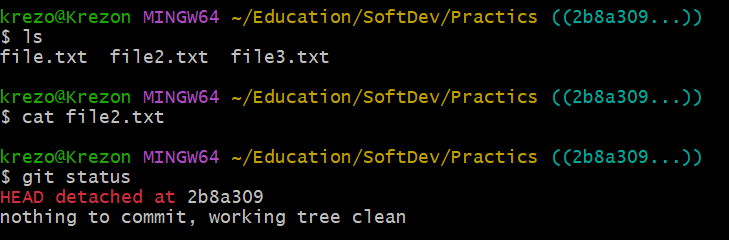 krezo@Krezon MINGW64 ~/Education/SoftDev/Practics ((2b8a309...))
$ ls
file.txt  file2.txt  file3.txt
krezo@Krezon MINGW64 ~/Education/SoftDev/Practics ((2b8a309...))
$ cat file2.txt
krezo@Krezon MINGW64 ~/Education/SoftDev/Practics ((2b8a309...))
$ git status
HEAD detached at 2b8a309
nothing to commit, working tree clean